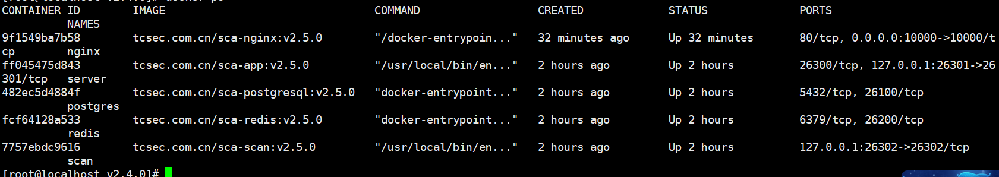 CONTAINER ID        IMAGE                                COMMAND                  CREATED             STATUS              PORTS
          NAMES
9f1549ba7b58        tcsec.com.cn/sca-nginx:v2.5.0        "/docker-entrypoin..."   32 minutes ago      Up 32 minutes       80/tcp, 0.0.0.0:10000->10000/t
cp        nginx
ff045475d843        tcsec.com.cn/sca-app:v2.5.0          "/usr/local/bin/en..."   2 hours ago         Up 2 hours          26300/tcp, 127.0.0.1:26301->26
301/tcp   server
482ec5d4884f        tcsec.com.cn/sca-postgresql:v2.5.0   "docker-entrypoint..."   2 hours ago         Up 2 hours          5432/tcp, 26100/tcp
          postgres
fcf64128a533        tcsec.com.cn/sca-redis:v2.5.0        "docker-entrypoint..."   2 hours ago         Up 2 hours          6379/tcp, 26200/tcp
          redis
7757ebdc9616        tcsec.com.cn/sca-scan:v2.5.0         "/usr/local/bin/en..."   2 hours ago         Up 2 hours          127.0.0.1:26302->26302/tcp
          scan
[root@localhost v2.4.0]#